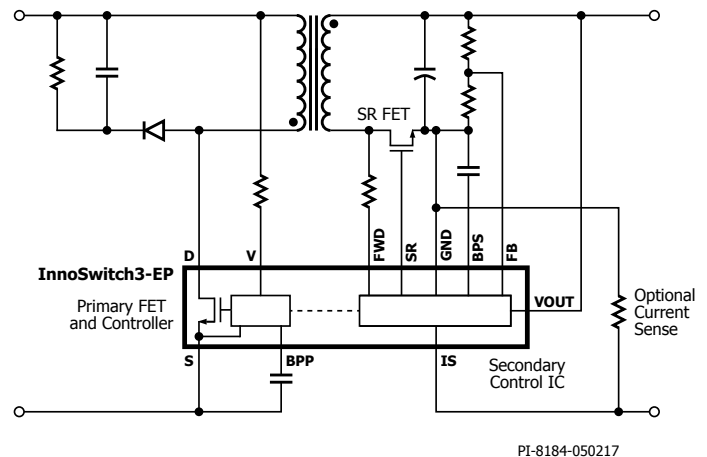 SR FET
D
V
FWD
SR
GND
BPS
FB
InnoSwitch3-EP
VOUT
Primary FET
and Controller
Optional
Current
Sense
S
BPP
IS
Secondary
Control IC
PI-8184-050217